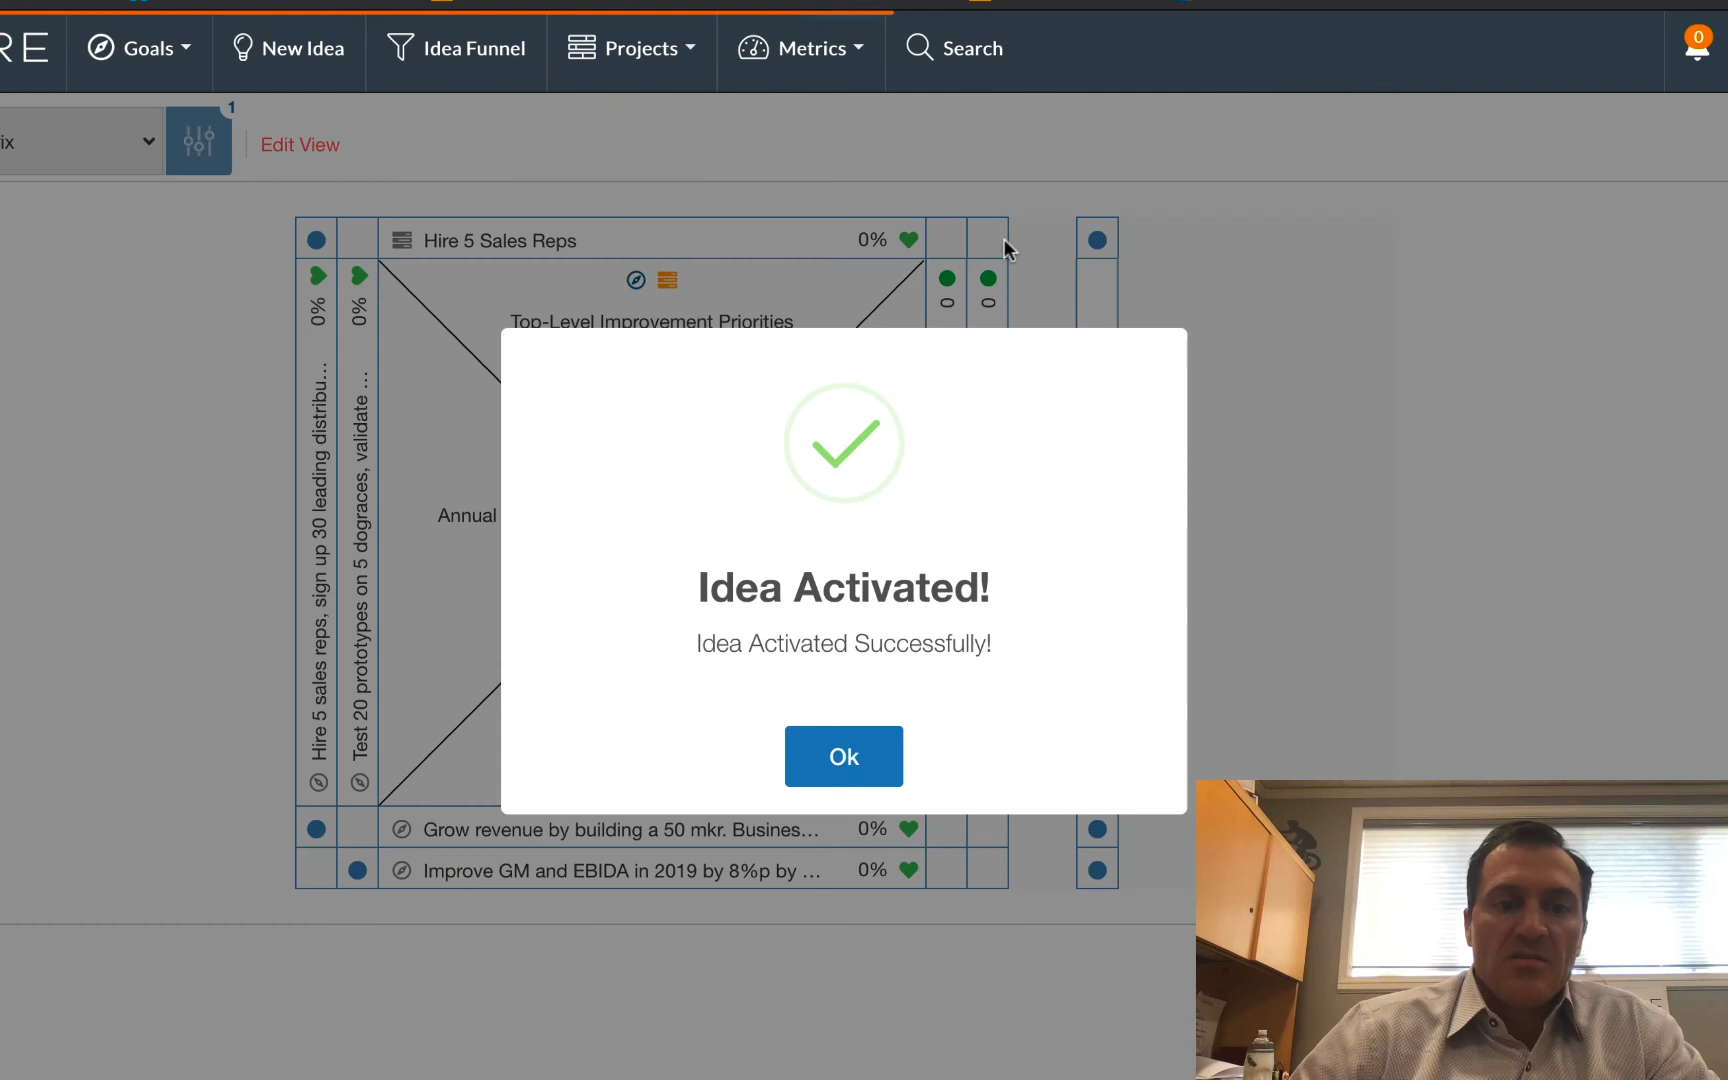 RE
Goals
New Idea
Idea Funnel
Projects
Metrics
Search
0
ix
1
Edit View
Hire 5 Sales Reps
0%
0%
0%
0
0
Top-Level Improvement Priorities
Hire 5 sales reps, sign up 30 leading distribu...
Test 20 prototypes on 5 dograces, validate ...
Annual
Idea Activated!
Idea Activated Successfully!
Ok
Grow revenue by building a 50 mkr. Busines...
0%
Improve GM and EBIDA in 2019 by 8%p by ...
0%